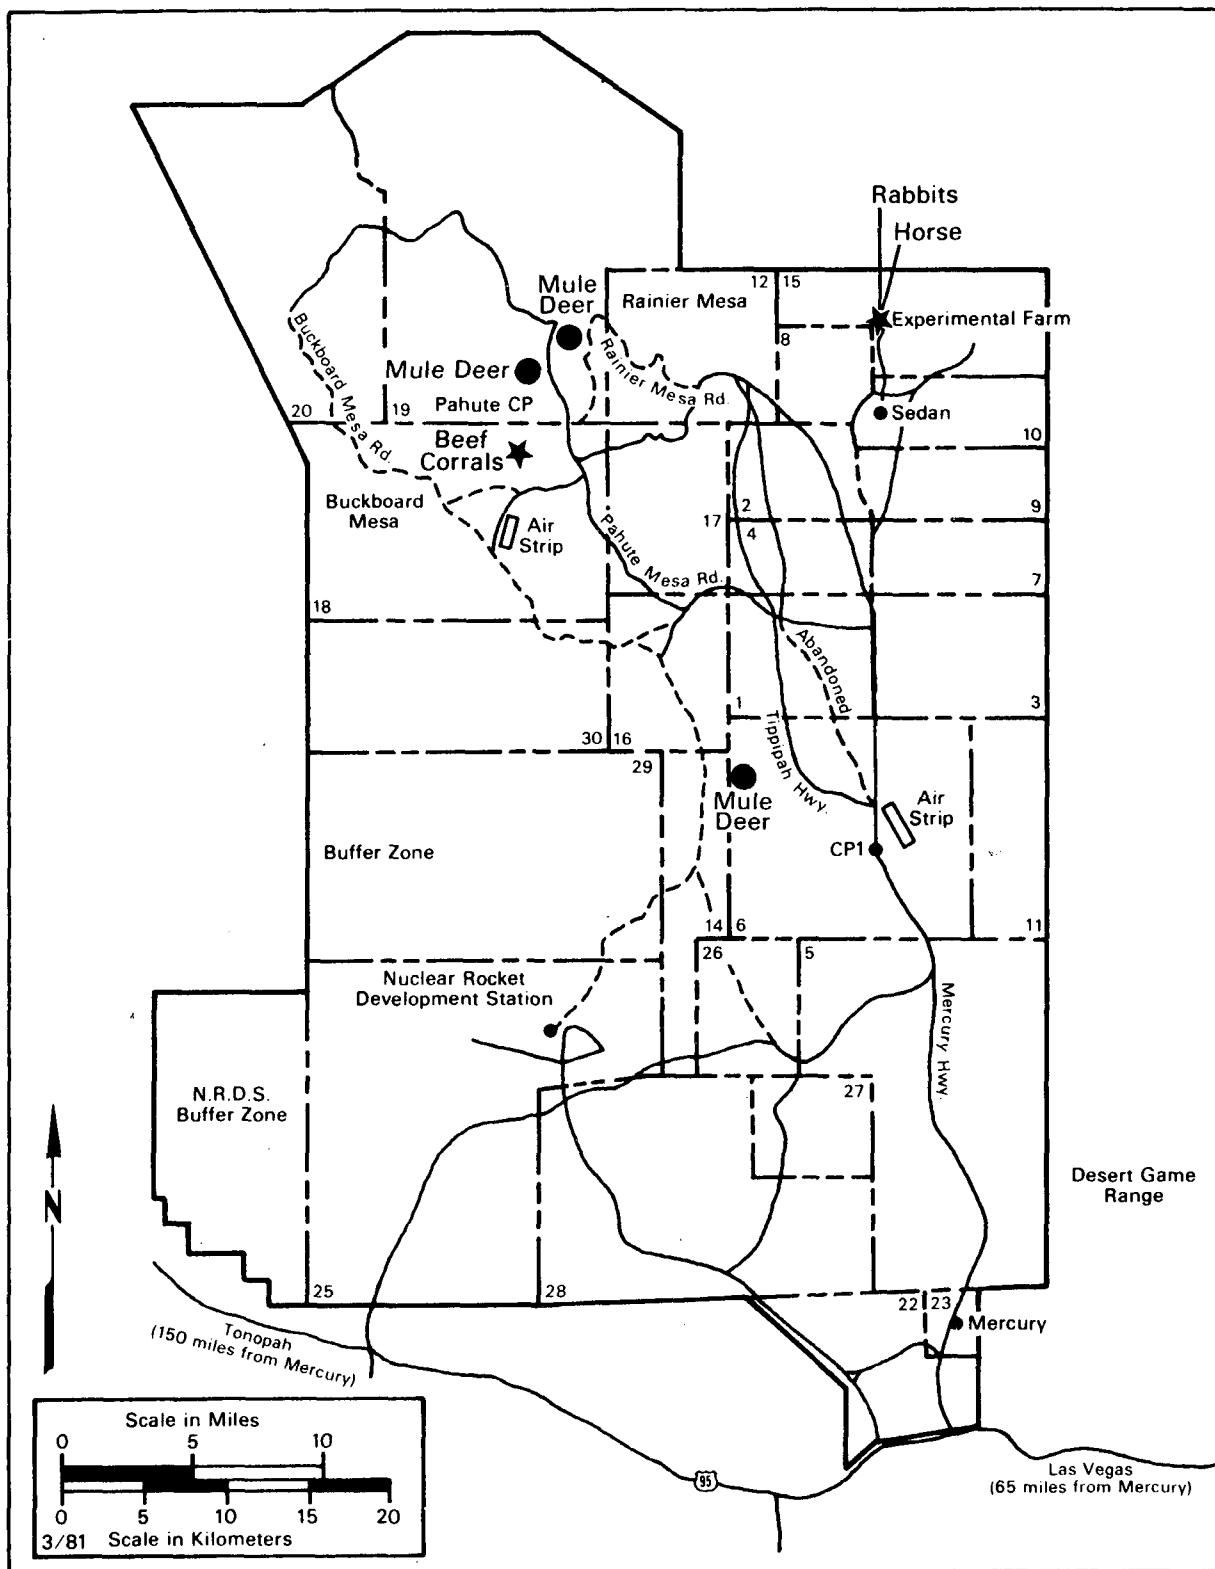 Rabbits
Horse
Mule
Deer
12
15
Rainier Mesa
Experimental Farm
8
Buckboard Mesa Rd.
Rainier Mesa Rd.
Mule Deer
Pahute CP
20
19
Sedan
10
Beef
Corrals
Buckboard
Mesa
Air
Strip
17
2
4
9
Pahute Mesa Rd.
7
18
Abandoned
1
3
Tippipah Hwy.
30
16
29
Mule
Deer
Air
Strip
Buffer Zone
CP1
14
6
11
26
5
Nuclear Rocket
Development Station
Mercury Hwy.
N.R.D.S.
Buffer Zone
27
N
Desert Game
Range
25
28
22
23
Mercury
Tonopah
(150 miles from Mercury)
Scale in Miles
0
5
10
0
5
10
15
20
3/81
Scale in Kilometers
95
Las Vegas
(65 miles from Mercury)